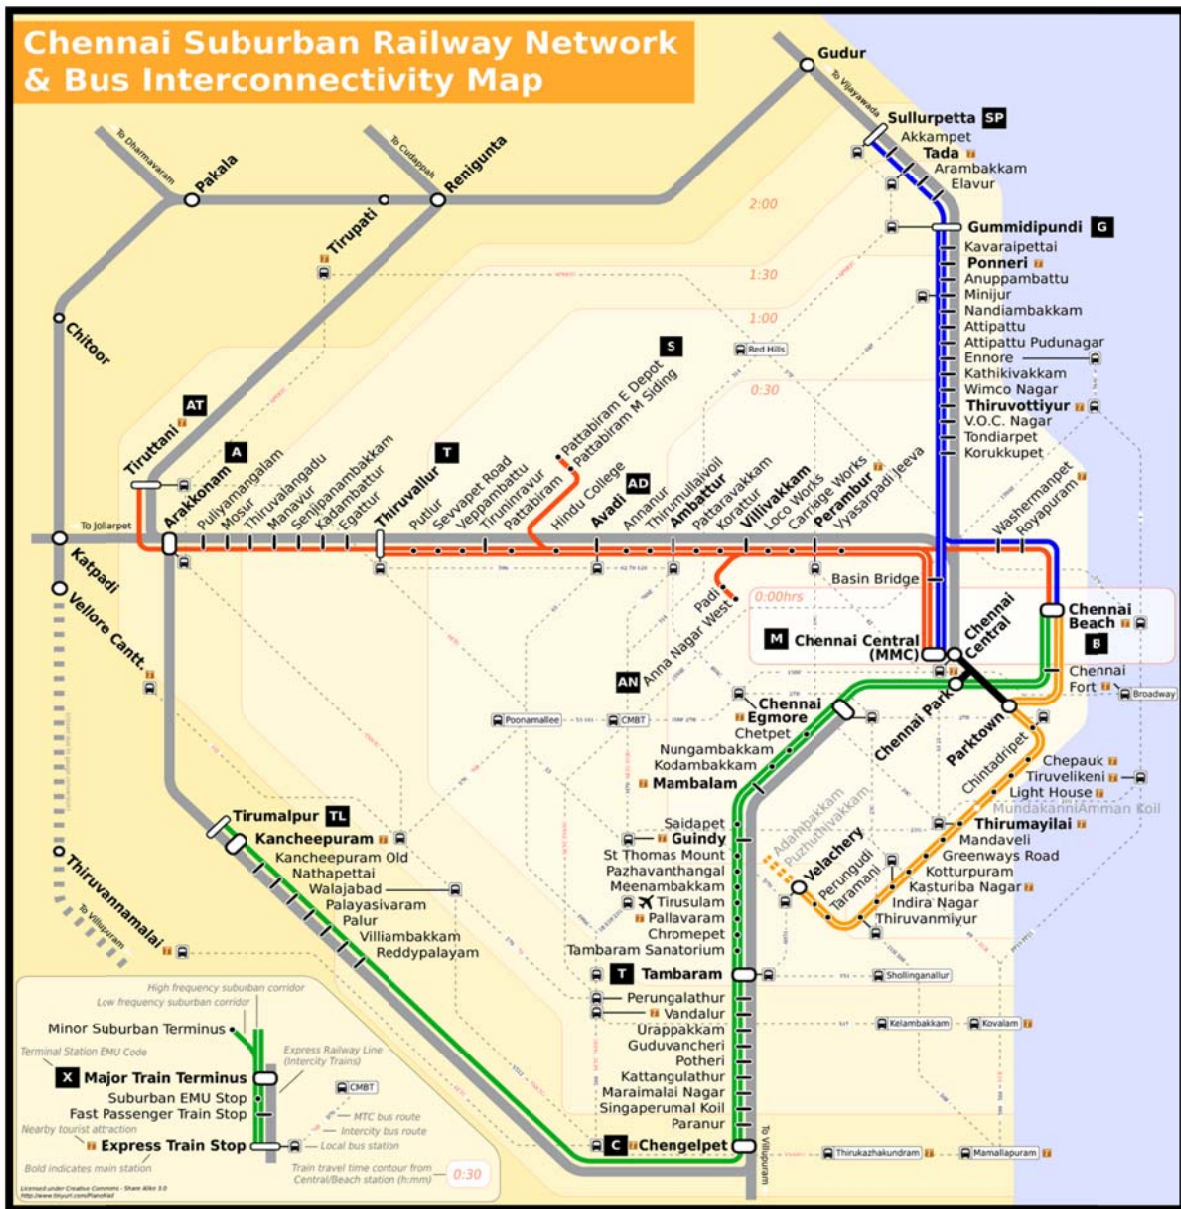 Chennai Suburban Railway Network
& Bus Interconnectivity Map
Gudur
To Vijayawada
Sullurpetta SP
Akkampet
Tada
Arambakkam
Elavur
To Dharmavaram
Pakala
To Cudappah
Renigunta
Tirupati
Chitoor
2:00
1:30
1:00
0:30
Gummidipundi G
Kavaraipettai
Ponneri
Anuppambattu
Minijur
Nandiambakkam
Attipattu
Attipattu Pudunagar
Ennore
Kathikivakkam
Wimco Nagar
Thiruvottiyur
V.O.C. Nagar
Tondiarpet
Korukkupet
Red Hills
S
Pattabiram E Depot
Pattabiram M Siding
AT
Tiruttani
A
Arakkonam
Puliyamangalam
Mosur
Thiruvalangadu
Manavur
Senjipanambakkam
Kadambattur
Egattur
T
Thiruvallur
Putlur
Sevvapet Road
Veppambattu
Tiruninravur
Pattabiram
Hindu College
AD
Avadi
Annanur
Thirumullaivoil
Ambattur
Pattaravakkam
Korattur
Villivakkam
Loco Works
Carriage Works
Perambur
Vyasarpadi Jeeva
Washermanpet
Royapuram
To Jolarpet
Katpadi
Vellore Cantt.
Basin Bridge
Padi
Anna Nagar West
AN
0:00hrs
M Chennai Central
(MMC)
Chennai
Central
Chennai
Beach
B
Chennai
Fort
Broadway
Chennai Park
Parktown
Poonamallee
CMBT
Chennai
Egmore
Chetpet
Nungambakkam
Kodambakkam
Mambalam
Saidapet
Guindy
St Thomas Mount
Pazhavanthangal
Meenambakkam
Tirusulam
Pallavaram
Chromepet
Tambaram Sanatorium
T Tambaram
Perungalathur
Vandalur
Urappakkam
Guduvancheri
Potheri
Kattangulathur
Maraimalai Nagar
Singaperumal Koil
Paranur
C Chengelpet
To Villupuram
Chintadripet
Chepauk
Tiruvelikeni
Light House
MundakanniAmman Koil
Thirumayilai
Mandaveli
Greenways Road
Kotturpuram
Kasturiba Nagar
Indira Nagar
Thiruvanmiyur
Taramani
Perungudi
Velachery
Puzhuthivakkam
Adambakkam
Shollinganallur
Kelambakkam
Kovalam
Thirukazhakundram
Mamallapuram
Tirumalpur TL
Kancheepuram
Kancheepuram Old
Nathapettai
Walajabad
Palayasivaram
Palur
Villiambakkam
Reddypalayam
Thiruvannamalai
To Villupuram
High frequency suburban corridor
Low frequency suburban corridor
Minor Suburban Terminus
Terminal Station EMU Code
X Major Train Terminus
Suburban EMU Stop
Fast Passenger Train Stop
Nearby tourist attraction
Express Train Stop
Bold indicates main station
Express Railway Line
(Intercity Trains)
CMBT
MTC bus route
Intercity bus route
Local bus station
Train travel time contour from
Central/Beach station (h:mm)
0:30
Licensed under Creative Commons - Share Alike 3.0